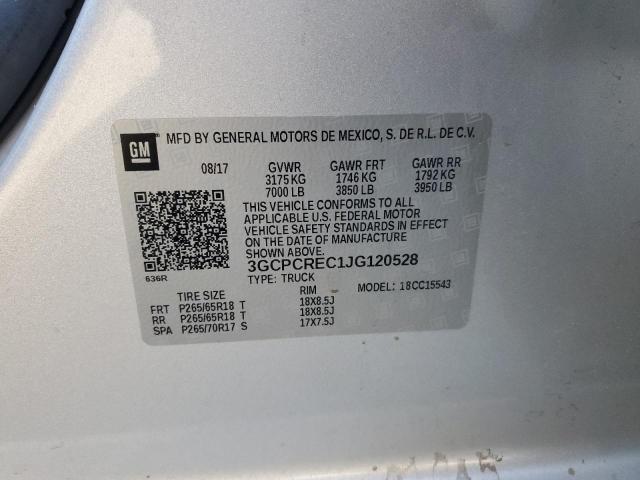 GM MFD BY GENERAL MOTORS DE MEXICO, S. DE R.L. DE C.V.
08/17 GVWR GAWR FRT GAWR RR
3175 KG 1746 KG 1792 KG
7000 LB 3850 LB 3950 LB
THIS VEHICLE CONFORMS TO ALL
APPLICABLE U.S. FEDERAL MOTOR
VEHICLE SAFETY STANDARDS IN EFFECT
ON THE DATE OF MANUFACTURE SHOWN ABOVE.
3GCPCREC1JG120528
636R TYPE: TRUCK
TIRE SIZE RIM MODEL: 18CC15543
FRT P265/65R18 T 18X8.5J
RR P265/65R18 T 18X8.5J
SPA P265/70R17 S 17X7.5J